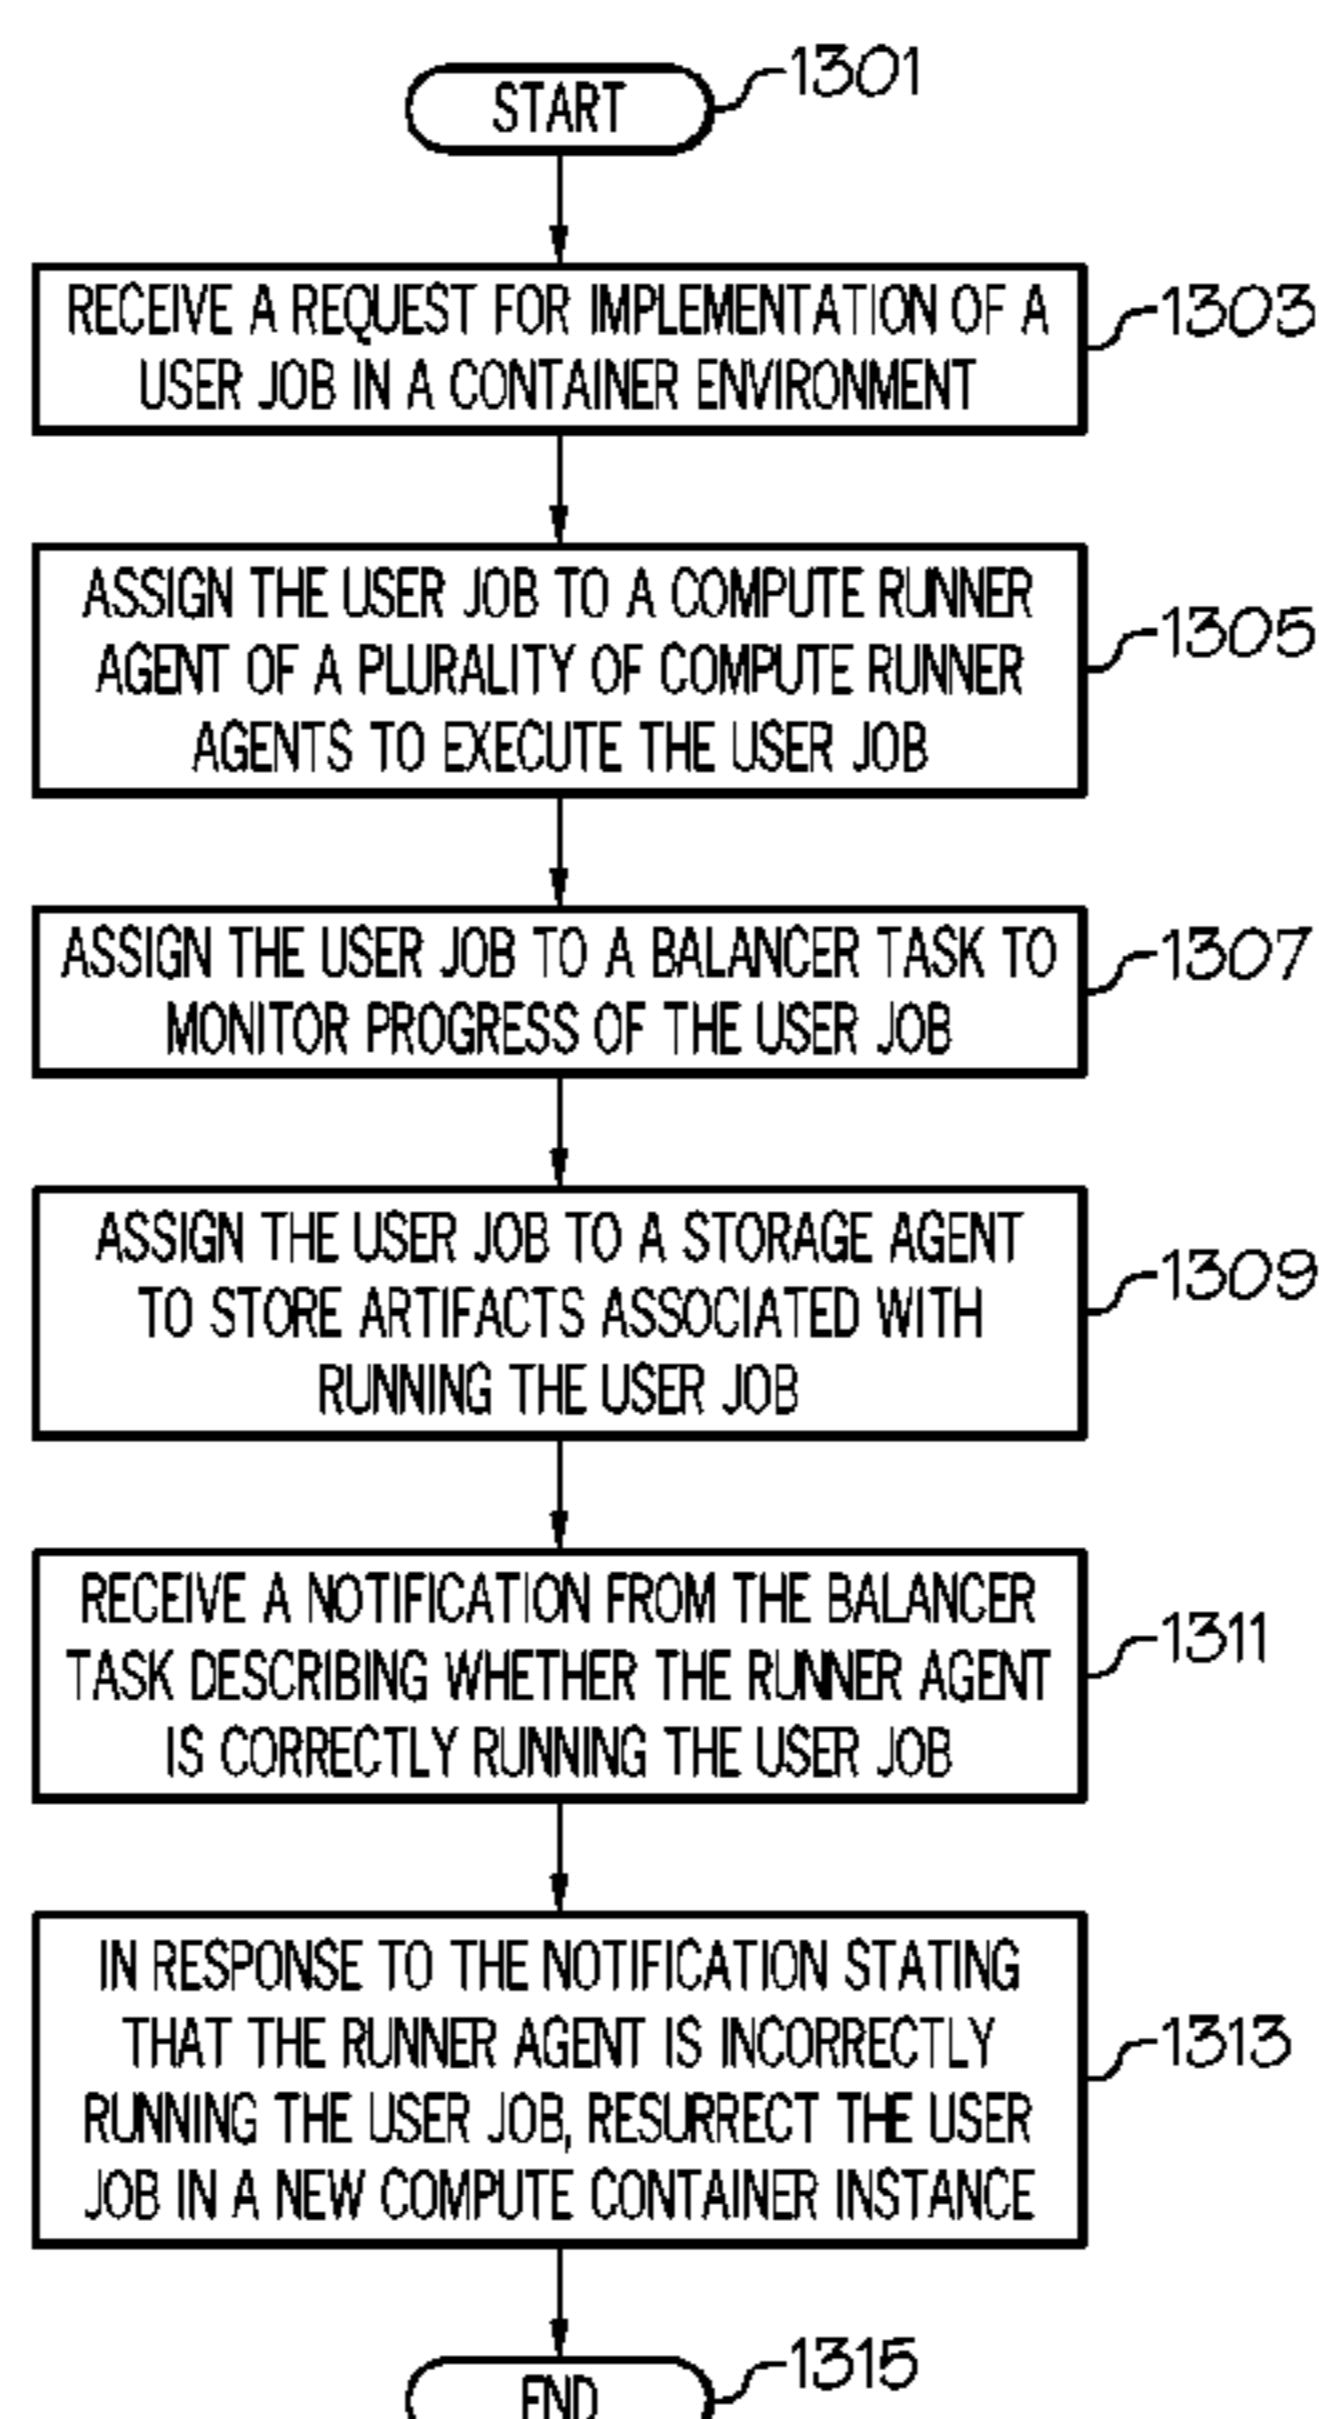 START
1301
RECEIVE A REQUEST FOR IMPLEMENTATION OF A
USER JOB IN A CONTAINER ENVIRONMENT
1303
ASSIGN THE USER JOB TO A COMPUTE RUNNER
AGENT OF A PLURALITY OF COMPUTE RUNNER
AGENTS TO EXECUTE THE USER JOB
1305
ASSIGN THE USER JOB TO A BALANCER TASK TO
MONITOR PROGRESS OF THE USER JOB
1307
ASSIGN THE USER JOB TO A STORAGE AGENT
TO STORE ARTIFACTS ASSOCIATED WITH
RUNNING THE USER JOB
1309
RECEIVE A NOTIFICATION FROM THE BALANCER
TASK DESCRIBING WHETHER THE RUNNER AGENT
IS CORRECTLY RUNNING THE USER JOB
1311
IN RESPONSE TO THE NOTIFICATION STATING
THAT THE RUNNER AGENT IS INCORRECTLY
RUNNING THE USER JOB, RESURRECT THE USER
JOB IN A NEW COMPUTE CONTAINER INSTANCE
1313
END
1315